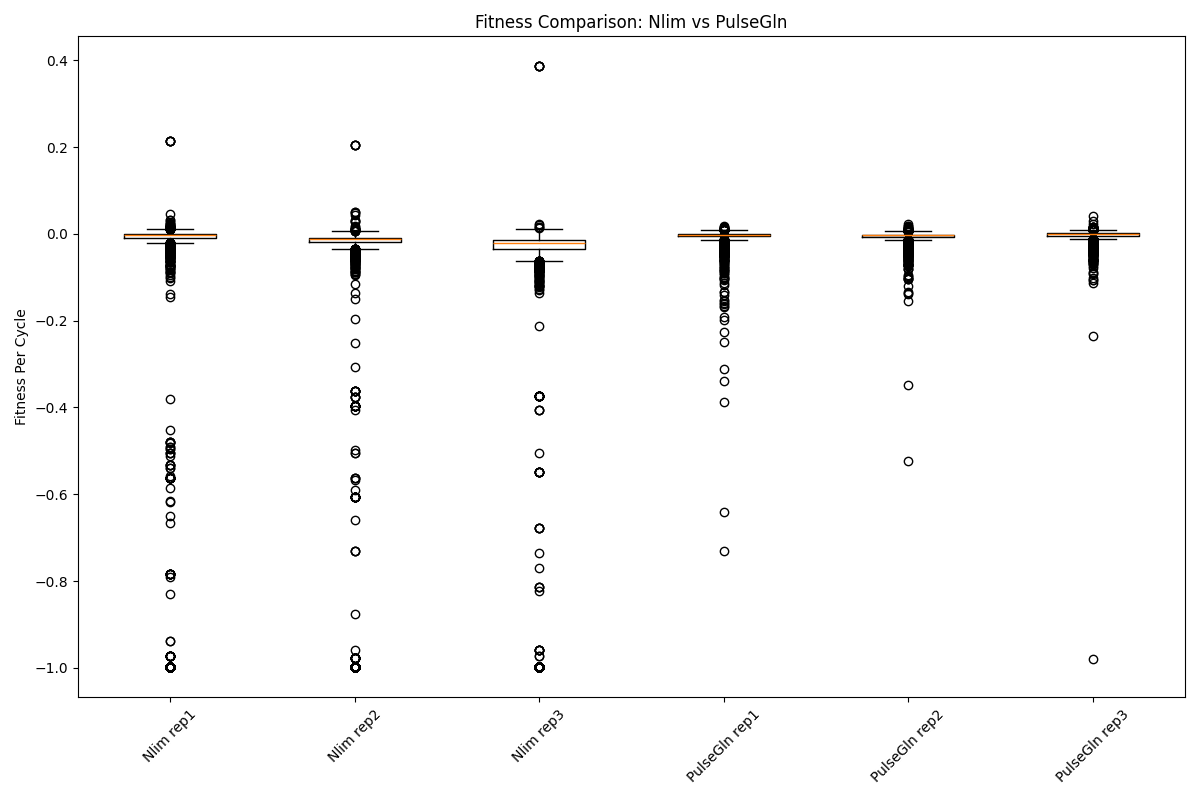 Fitness Comparison: Nlim vs PulseGln
Fitness Per Cycle
0.4
0.2
0.0
−0.2
−0.4
−0.6
−0.8
−1.0
Nlim rep1
Nlim rep2
Nlim rep3
PulseGln rep1
PulseGln rep2
PulseGln rep3